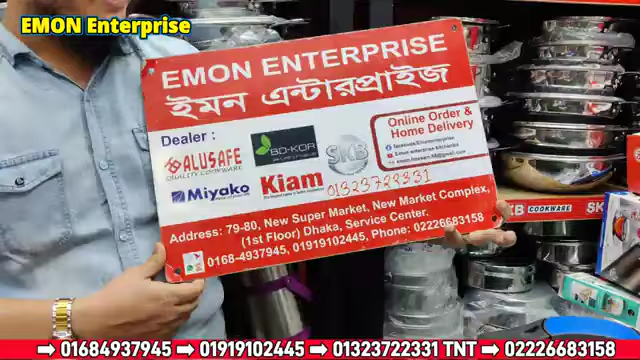 EMON Enterprise
EMON ENTERPRISE
ইমন এন্টারপ্রাইজ
Dealer :
Online Order &
Home Delivery
ALUSAFE
QUALITY COOKWARE
BD-KOR
SKB
Miyako
Kiam
01323722331
Address: 79-80, New Super Market, New Market Complex,
(1st Floor) Dhaka, Service Center.
0168-4937945, 01919102445, Phone: 02226683158
KB COOKWARE SK
➡ 01684937945 ➡ 01919102445 ➡ 01323722331 TNT ➡ 02226683158